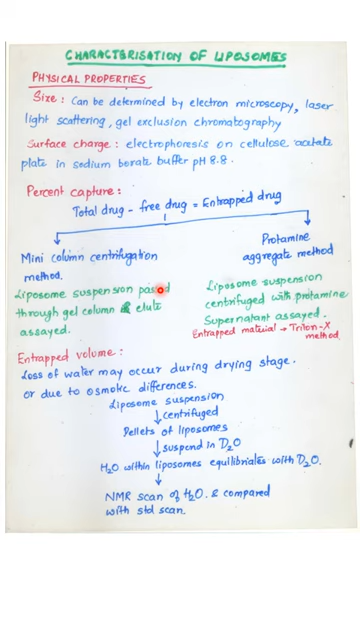 CHARACTERISATION OF LIPOSOMES
PHYSICAL PROPERTIES
Size: Can be determined by electron microscopy, laser
light scattering, gel exclusion chromatography
Surface charge: electrophoresis on cellulose acetate
plate in sodium borate buffer pH 8.8.
Percent capture:
Total drug - free drug = Entrapped drug
Mini column centrifugation
method.
Liposome suspension passed
through gel column & elute
assayed.
Protamine
aggregate method
Liposome suspension
centrifuged with protamine
Supernatant assayed.
Entrapped material → Triton-X
method
Entrapped volume:
Loss of water may occur during drying stage.
or due to osmotic differences.
Liposome suspension
↓ centrifuged
Pellets of liposomes
↓ suspend in D2O
H2O within liposomes equilibriates with D2O.
↓
NMR scan of H2O. & compared
with std scan.